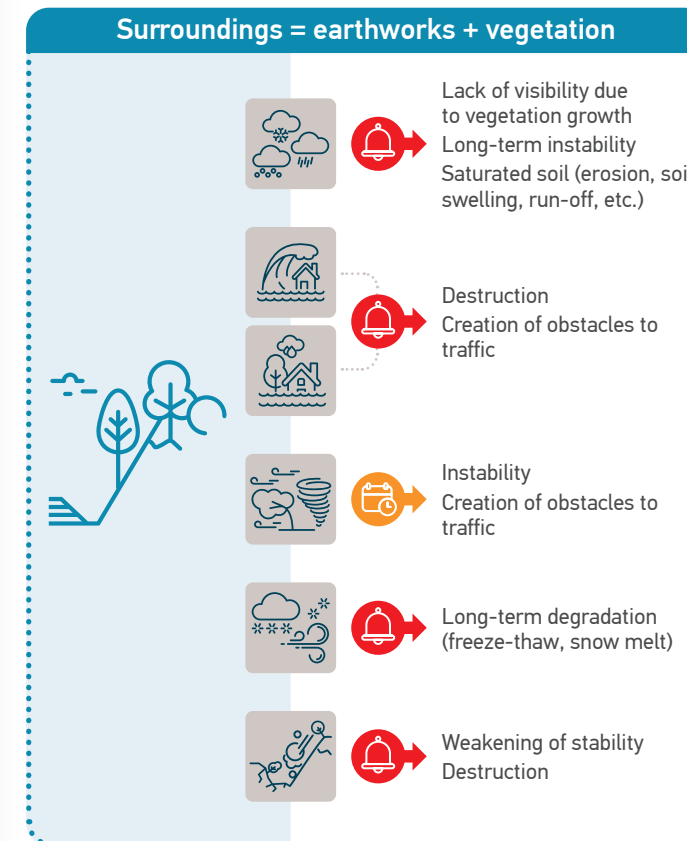 Surroundings = earthworks + vegetation
Lack of visibility due
to vegetation growth
Long-term instability
Saturated soil (erosion, soi
swelling, run-off, etc.)
Destruction
Creation of obstacles to
traffic
Instability
Creation of obstacles to
traffic
Long-term degradation
(freeze-thaw, snow melt)
Weakening of stability
Destruction